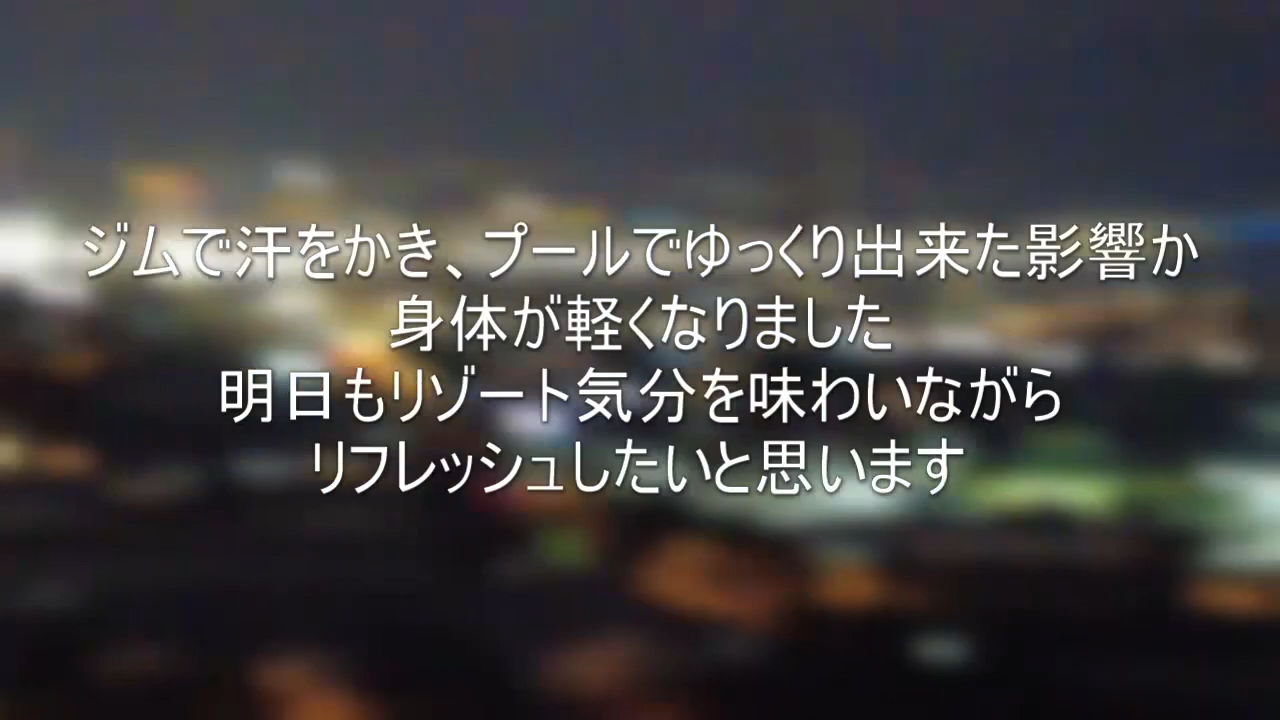 ジムで汗をかき、プールでゆっくり出来た影響か
身体が軽くなりました
明日もリゾート気分を味わいながら
リフレッシュしたいと思います